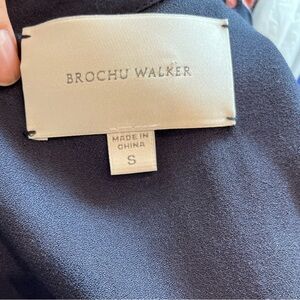 BROCHU WALKER
MADE IN
CHINA
S